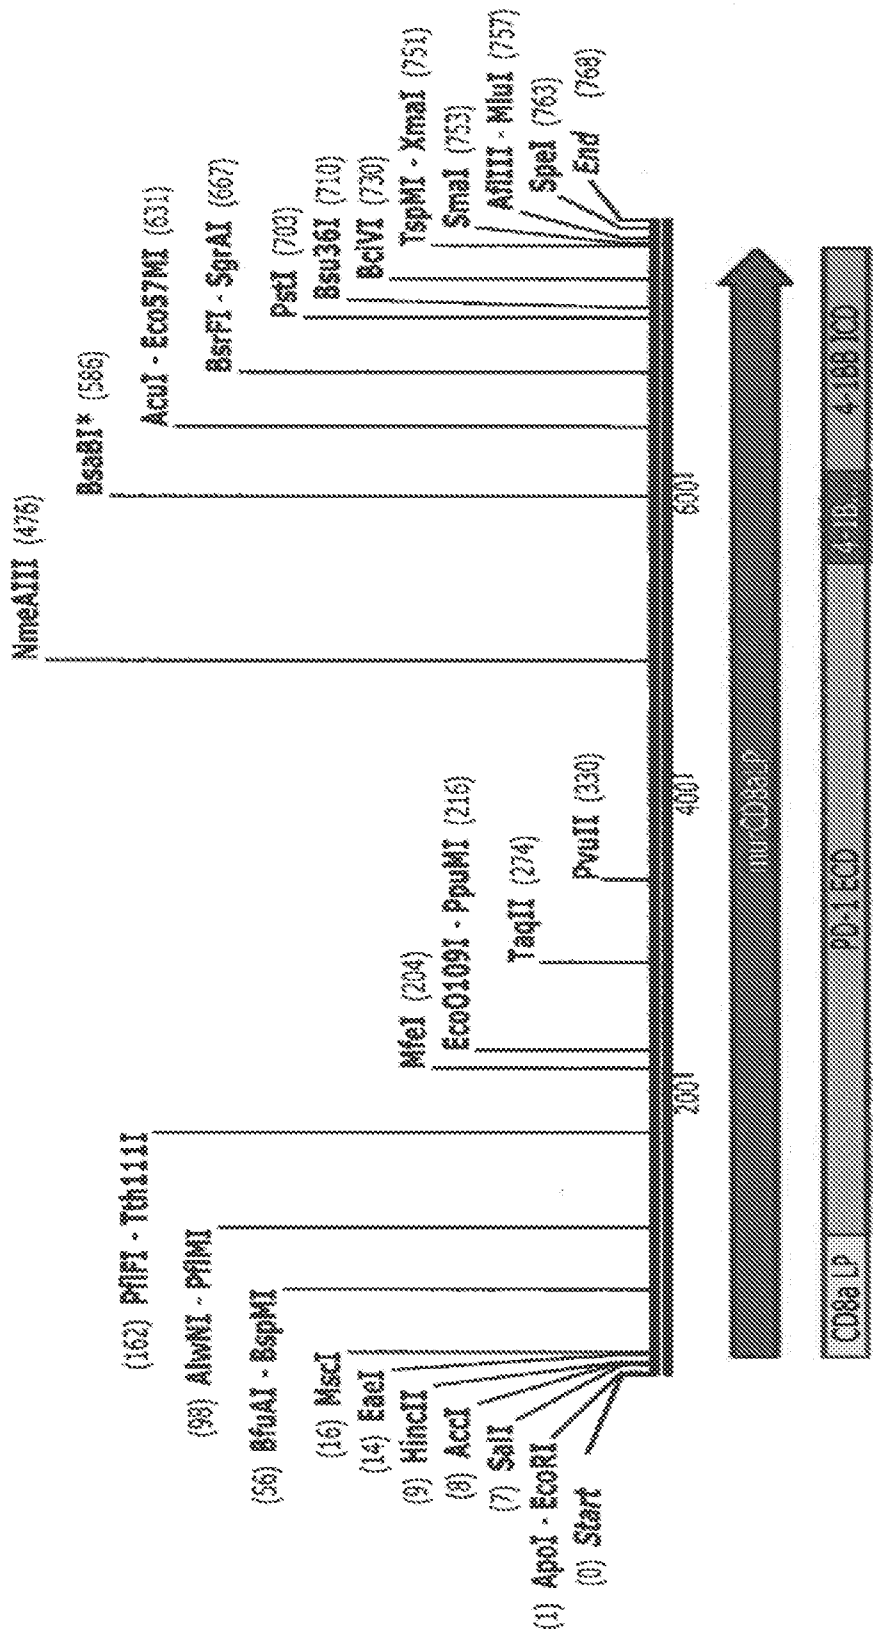 (0) Start
(1) ApoI - EcoRI
(7) SalI
(8) AccI
(9) HincII
(14) EaeI
(16) MscI
(56) BfuAI - BspMI
(98) AlwNI - PflMI
(162) PflFI - Tth111I
MfeI (204)
EcoO109I - PpuMI (216)
TaqII (274)
PvuII (330)
NmeAIII (476)
BsaBI* (586)
AcuI - Eco57MI (631)
BsrFI - SgrAI (667)
PstI (703)
Bsu36I (710)
BciVI (730)
TspMI - XmaI (751)
SmaI (753)
AflIII - MluI (757)
SpeI (763)
End (768)
200'
400'
600'
CD8a LP
PD-1 ECD
4-1BB ICD